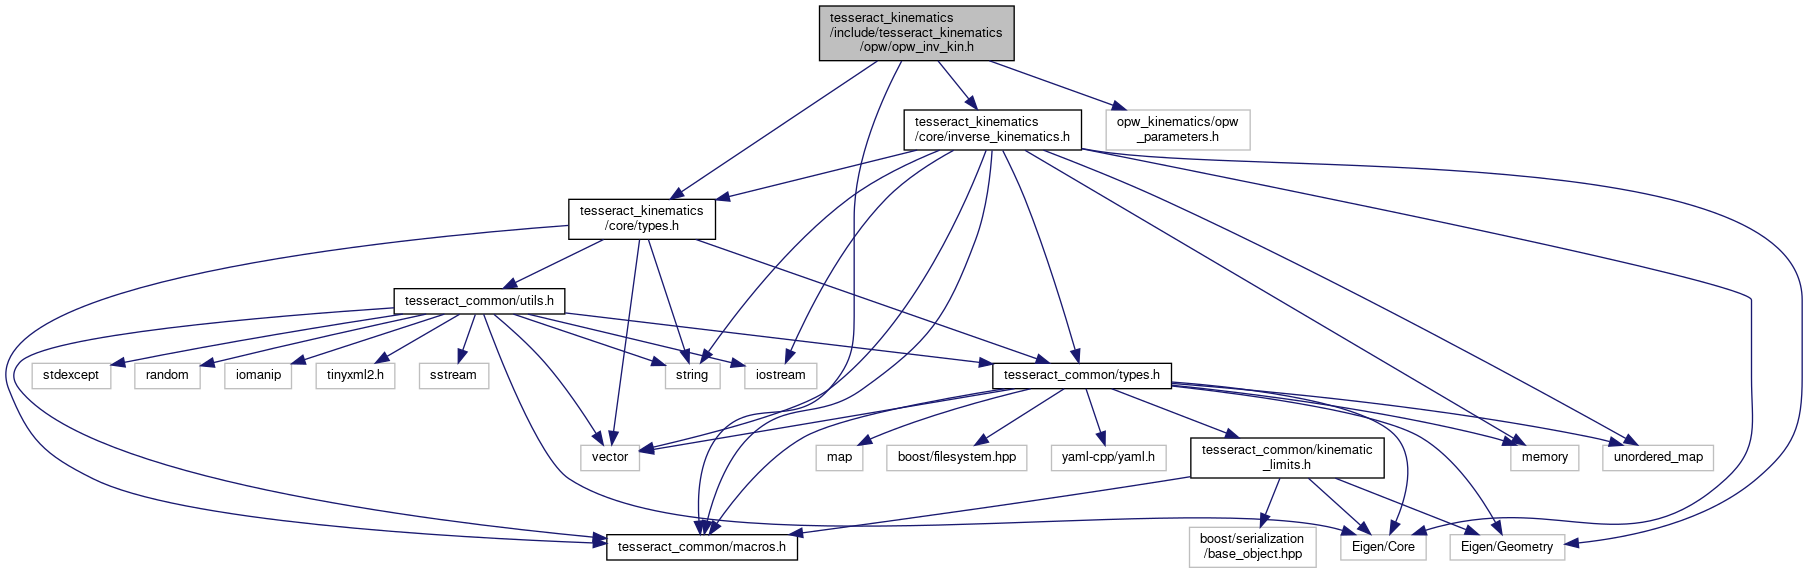 tesseract_kinematics
/include/tesseract_kinematics
/opw/opw_inv_kin.h
tesseract_kinematics
/core/inverse_kinematics.h
opw_kinematics/opw
_parameters.h
tesseract_kinematics
/core/types.h
tesseract_common/utils.h
stdexcept
random
iomanip
tinyxml2.h
sstream
string
iostream
tesseract_common/types.h
vector
map
boost/filesystem.hpp
yaml-cpp/yaml.h
tesseract_common/kinematic
_limits.h
memory
unordered_map
tesseract_common/macros.h
boost/serialization
/base_object.hpp
Eigen/Core
Eigen/Geometry